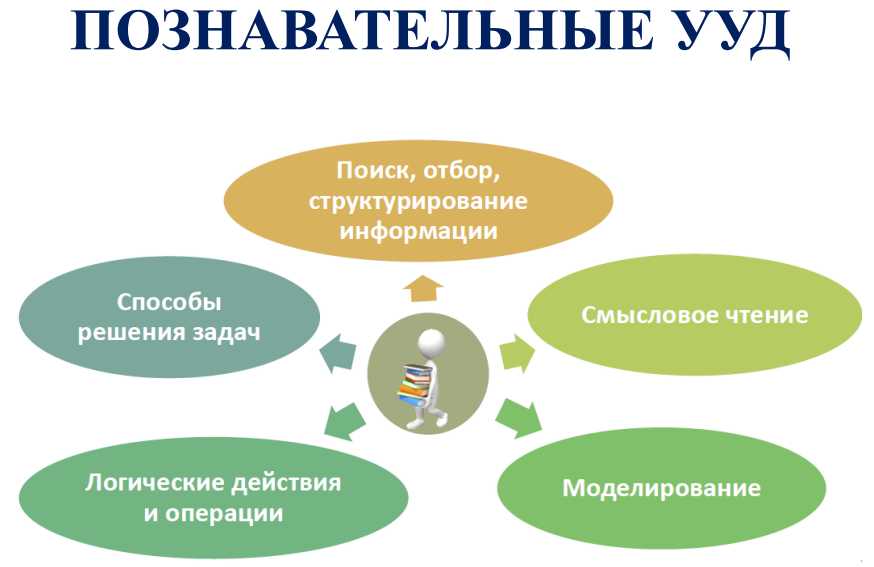 ПОЗНАВАТЕЛЬНЫЕ УУД
Поиск, отбор,
структурирование
информации
Способы
решения задач
Смысловое чтение
Логические действия
и операции
Моделирование